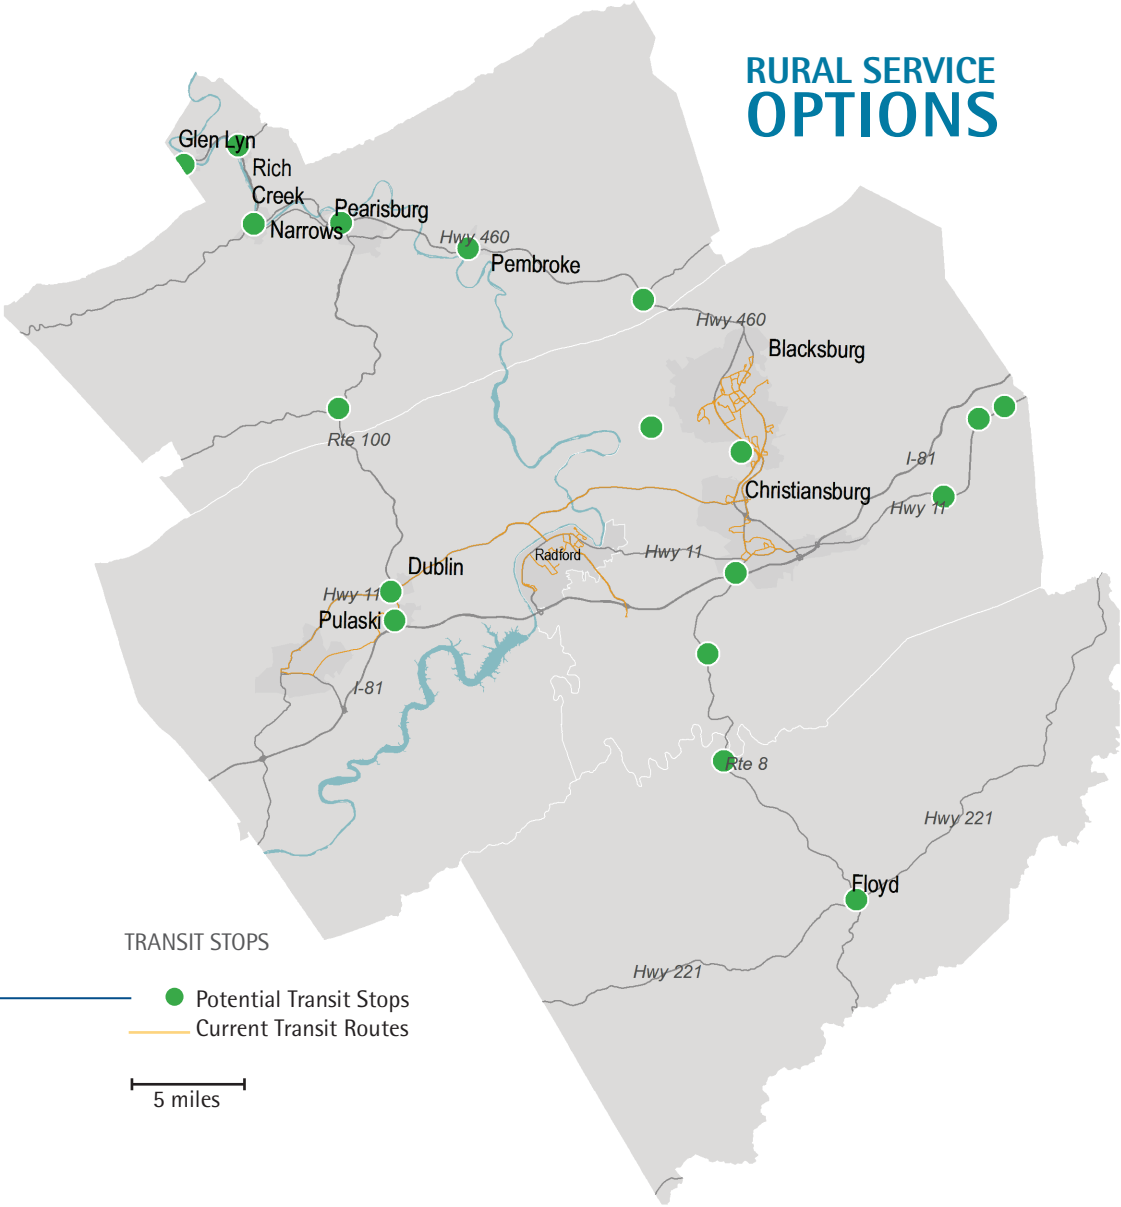 RURAL SERVICE
OPTIONS
Glen Lyn
Rich
Creek
Narrows
Pearisburg
Hwy 460
Pembroke
Hwy 460
Blacksburg
Rte 100
I-81
Christiansburg
Hwy 11
Hwy 11
Radford
Dublin
Hwy 11
Pulaski
I-81
Rte 8
Hwy 221
Floyd
Hwy 221
TRANSIT STOPS
Potential Transit Stops
Current Transit Routes
5 miles